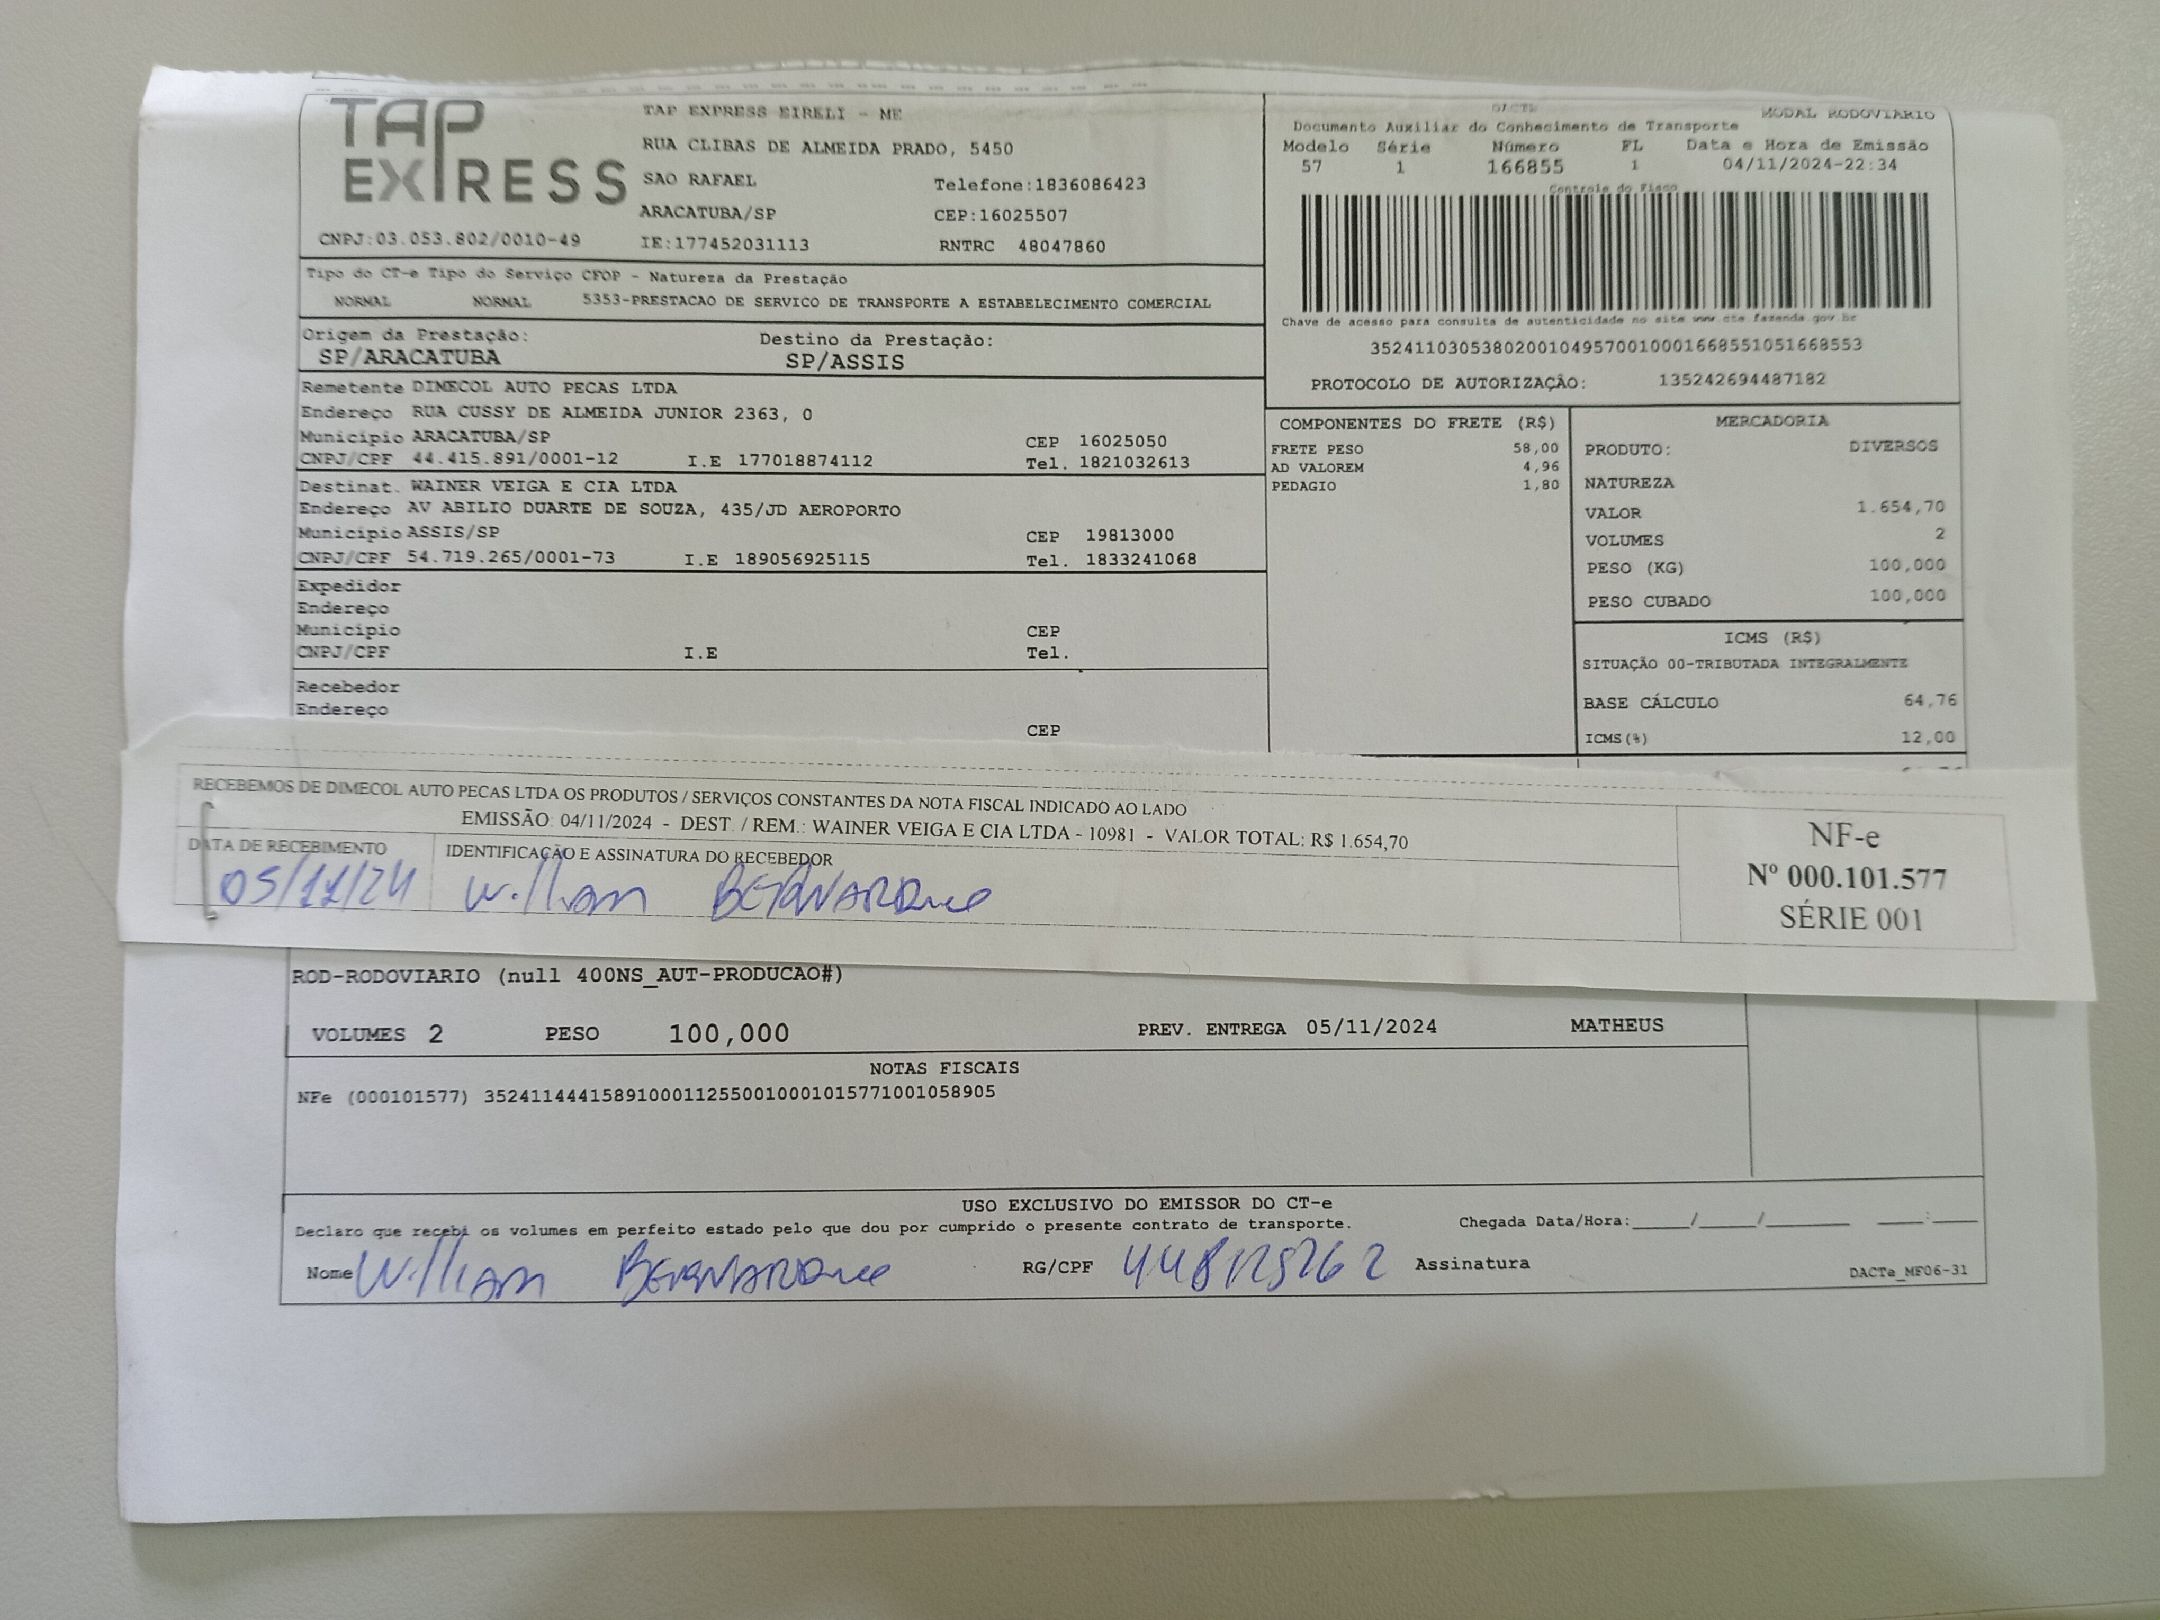 TAP EXPRESS
TAP EXPRESS EIRELI - ME
RUA CLIBAS DE ALMEIDA PRADO, 5450
SAO RAFAEL Telefone:1836086423
ARACATUBA/SP CEP:16025507
CNPJ:03.053.802/0010-49 IE:177452031113 RNTRC 48047860
DACTE MODAL RODOVIARIO
Documento Auxiliar do Conhecimento de Transporte
Modelo Série Número FL Data e Hora de Emissão
57 1 166855 1 04/11/2024-22:34
Controle do Fisco
Chave de acesso para consulta de autenticidade no site www.cte.fazenda.gov.br
35241103053802001049570010001668551051668553
PROTOCOLO DE AUTORIZAÇÃO: 135242694487182
Tipo do CT-e Tipo do Serviço CFOP - Natureza da Prestação
NORMAL NORMAL 5353-PRESTACAO DE SERVICO DE TRANSPORTE A ESTABELECIMENTO COMERCIAL
Origem da Prestação: Destino da Prestação:
SP/ARACATUBA SP/ASSIS
Remetente DIMECOL AUTO PECAS LTDA
Endereço RUA CUSSY DE ALMEIDA JUNIOR 2363, 0
Município ARACATUBA/SP CEP 16025050
CNPJ/CPF 44.415.891/0001-12 I.E 177018874112 Tel. 1821032613
Destinat. WAINER VEIGA E CIA LTDA
Endereço AV ABILIO DUARTE DE SOUZA, 435/JD AEROPORTO
Município ASSIS/SP CEP 19813000
CNPJ/CPF 54.719.265/0001-73 I.E 189056925115 Tel. 1833241068
Expedidor
Endereço
Município CEP
CNPJ/CPF I.E Tel.
Recebedor
Endereço
CEP
COMPONENTES DO FRETE (R$)
FRETE PESO 58,00
AD VALOREM 4,96
PEDAGIO 1,80
MERCADORIA
PRODUTO: DIVERSOS
NATUREZA
VALOR 1.654,70
VOLUMES 2
PESO (KG) 100,000
PESO CUBADO 100,000
ICMS (R$)
SITUAÇÃO 00-TRIBUTADA INTEGRALMENTE
BASE CÁLCULO 64,76
ICMS(%) 12,00
RECEBEMOS DE DIMECOL AUTO PECAS LTDA OS PRODUTOS / SERVIÇOS CONSTANTES DA NOTA FISCAL INDICADO AO LADO
EMISSÃO: 04/11/2024 - DEST. / REM.: WAINER VEIGA E CIA LTDA - 10981 - VALOR TOTAL: R$ 1.654,70
DATA DE RECEBIMENTO IDENTIFICAÇÃO E ASSINATURA DO RECEBEDOR
05/11/24 Willian
NF-e
Nº 000.101.577
SÉRIE 001
ROD-RODOVIARIO (null 400NS_AUT-PRODUCAO#)
VOLUMES 2 PESO 100,000 PREV. ENTREGA 05/11/2024 MATHEUS
NOTAS FISCAIS
NFe (000101577) 35241144415891000112550010001015771001058905
USO EXCLUSIVO DO EMISSOR DO CT-e
Declaro que recebi os volumes em perfeito estado pelo que dou por cumprido o presente contrato de transporte. Chegada Data/Hora:_____/_____/________ ____:____
Nome Willian RG/CPF Assinatura
DACTe_MF06-31